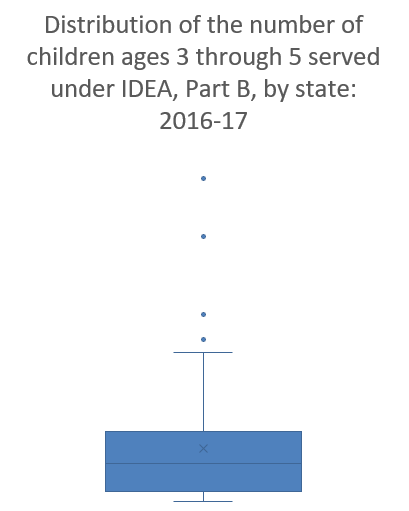 Distribution of the number of
children ages 3 through 5 served
under IDEA, Part B, by state:
2016-17